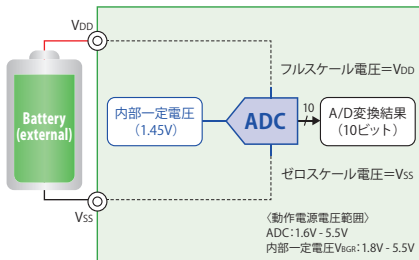 VDD
フルスケール電圧＝VDD
Battery
(external)
内部一定電圧
（1.45V）
ADC
10
A/D変換結果
（10ビット）
ゼロスケール電圧＝VSS
VSS
〈動作電源電圧範囲〉
ADC：1.6V - 5.5V
内部一定電圧VBGR：1.8V - 5.5V